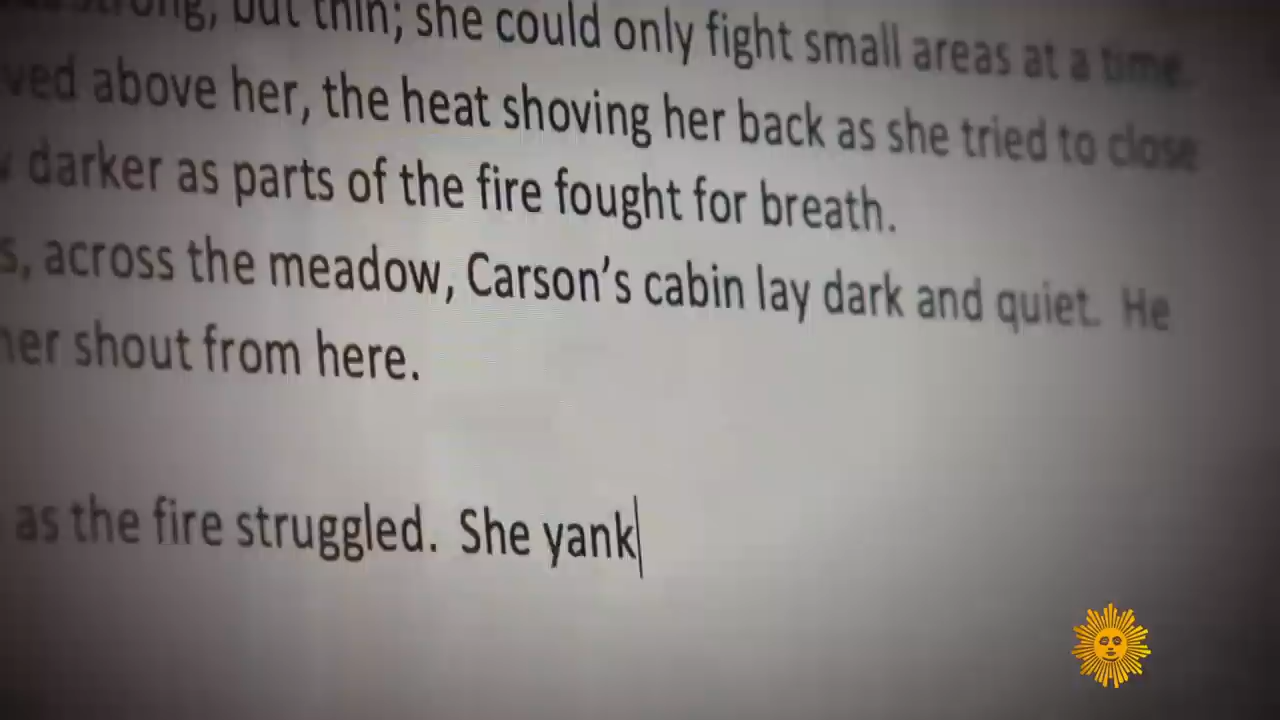 strong, but thin; she could only fight small areas at a time.
ved above her, the heat shoving her back as she tried to close
darker as parts of the fire fought for breath.
s, across the meadow, Carson’s cabin lay dark and quiet. He
her shout from here.
as the fire struggled. She yank